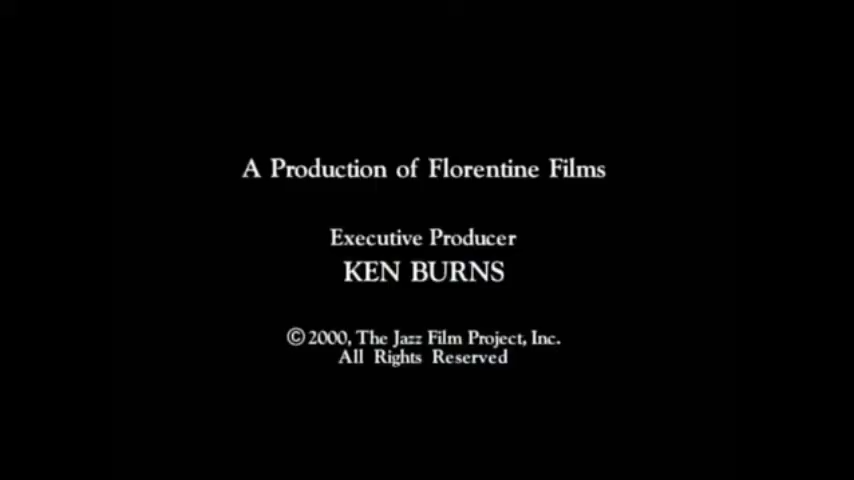 A Production of Florentine Films
Executive Producer
KEN BURNS
© 2000, The Jazz Film Project, Inc.
All Rights Reserved